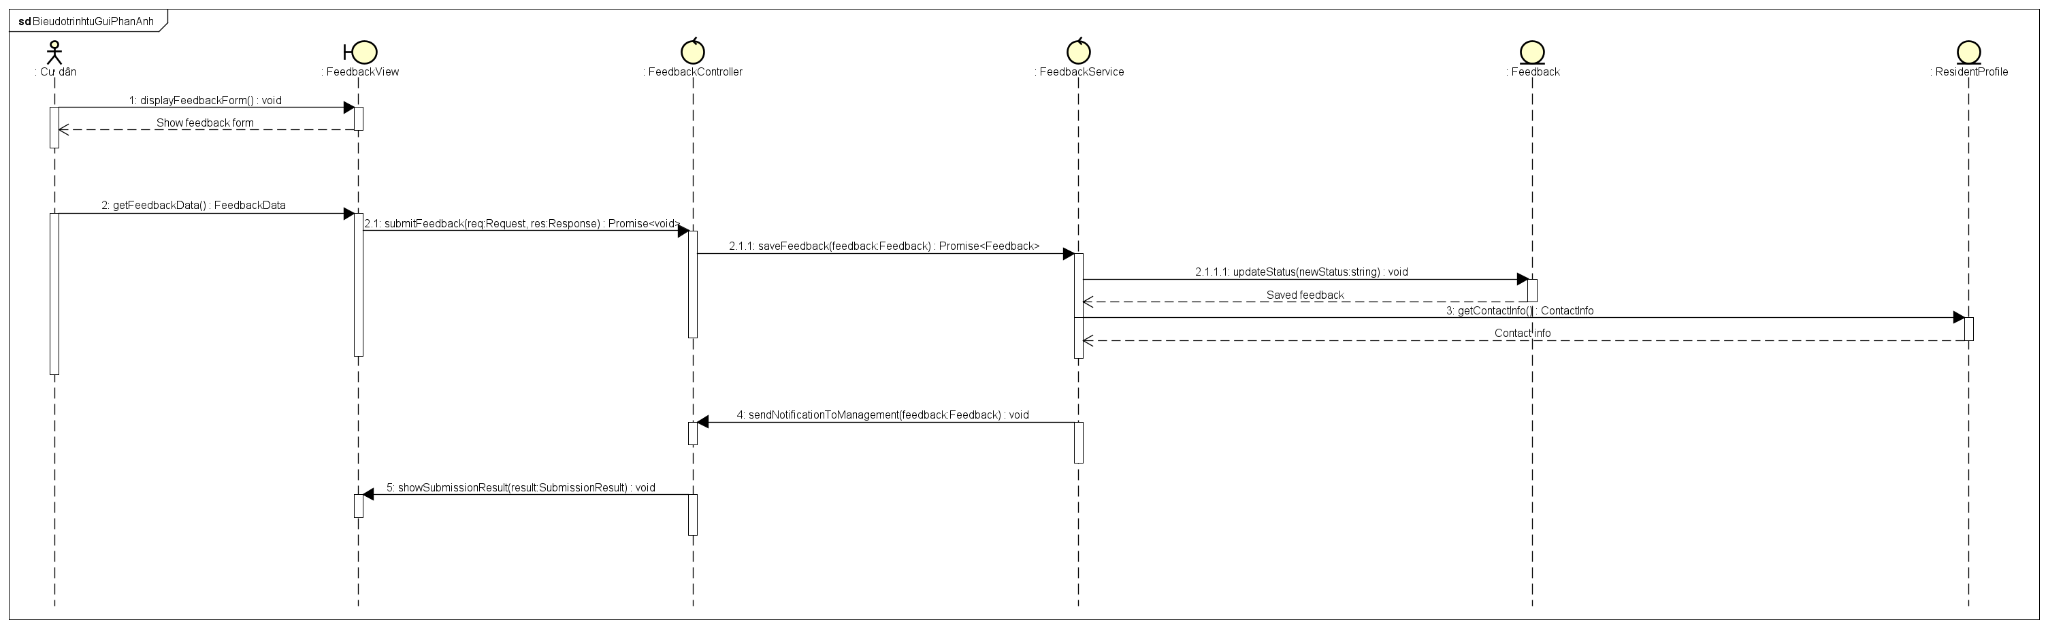 sd BieudotrinhtuGuiPhanAnh
: Cư dân
: FeedbackView
: FeedbackController
: FeedbackService
: Feedback
: ResidentProfile
1: displayFeedbackForm() : void
Show feedback form
2: getFeedbackData() : FeedbackData
2.1: submitFeedback(req:Request, res:Response) : Promise<void>
2.1.1: saveFeedback(feedback:Feedback) : Promise<Feedback>
2.1.1.1: updateStatus(newStatus:string) : void
Saved feedback
3: getContactInfo() : ContactInfo
Contact info
4: sendNotificationToManagement(feedback:Feedback) : void
5: showSubmissionResult(result:SubmissionResult) : void